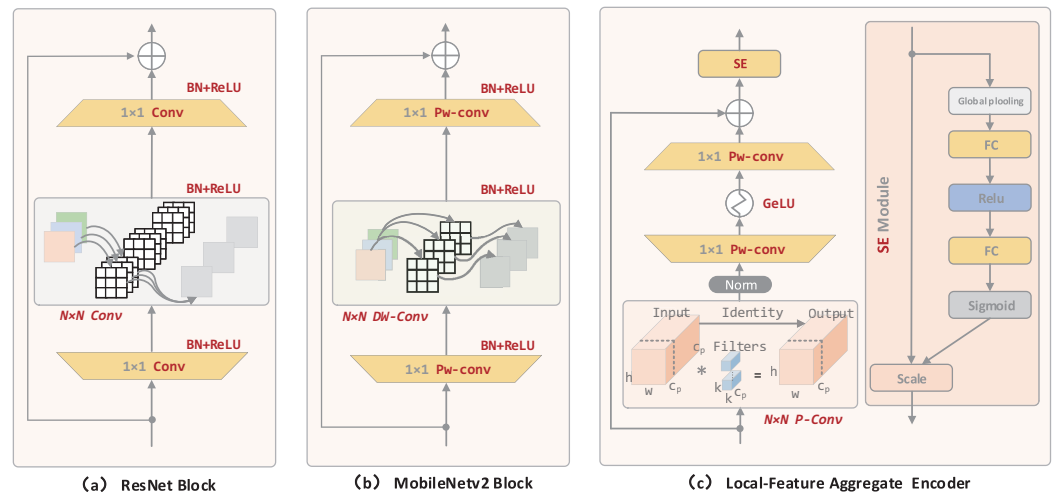 BN+ReLU
1×1 Conv
BN+ReLU
N×N Conv
BN+ReLU
1×1 Conv
(a) ResNet Block
BN+ReLU
1×1 Pw-conv
BN+ReLU
N×N DW-Conv
BN+ReLU
1×1 Pw-conv
(b) MobileNetv2 Block
SE
1×1 Pw-conv
GeLU
1×1 Pw-conv
Norm
Input Identity Output
cp Filters
* =
h w cp k k cp h w cp
N×N P-Conv
SE Module
Global plooling
FC
Relu
FC
Sigmoid
Scale
(c) Local-Feature Aggregate Encoder